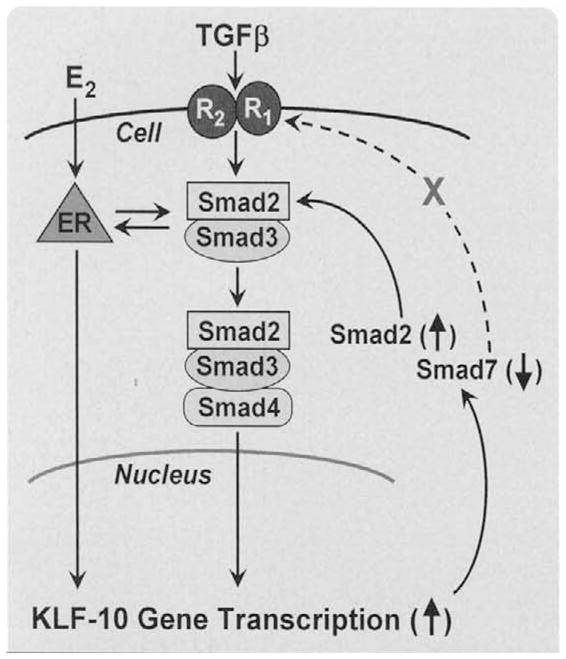 TGFβ
E₂
R₂ R₁
Cell
X
Smad2
ER
Smad3
Smad2
Smad2 (↑)
Smad3
Smad7 (↓)
Smad4
Nucleus
KLF-10 Gene Transcription (↑)